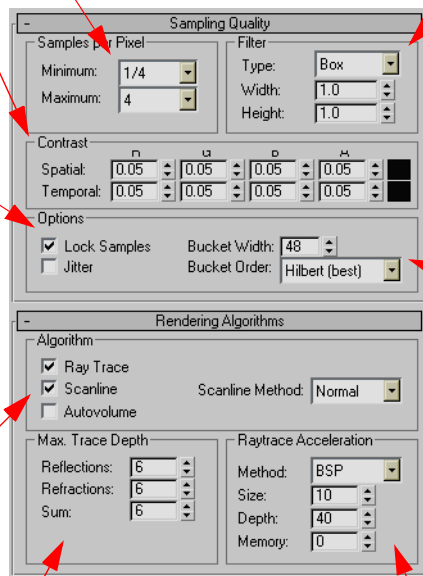 - Sampling Quality
Samples per Pixel
Minimum: 1/4
Maximum: 4
Filter
Type: Box
Width: 1.0
Height: 1.0
Contrast
R G B A
Spatial: 0.05 0.05 0.05 0.05
Temporal: 0.05 0.05 0.05 0.05
Options
Lock Samples
Jitter
Bucket Width: 48
Bucket Order: Hilbert (best)
- Rendering Algorithms
Algorithm
Ray Trace
Scanline
Autovolume
Scanline Method: Normal
Max. Trace Depth
Reflections: 6
Refractions: 6
Sum: 6
Raytrace Acceleration
Method: BSP
Size: 10
Depth: 40
Memory: 0